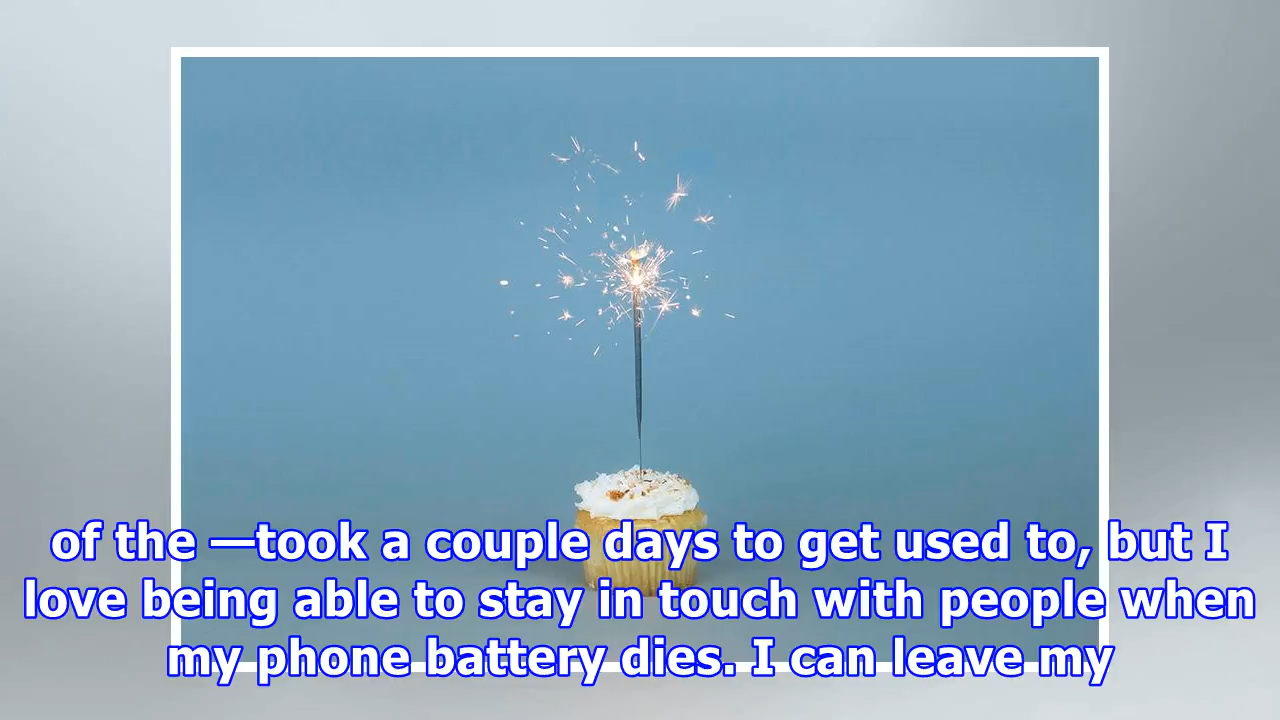 of the —took a couple days to get used to, but I
love being able to stay in touch with people when
my phone battery dies. I can leave my